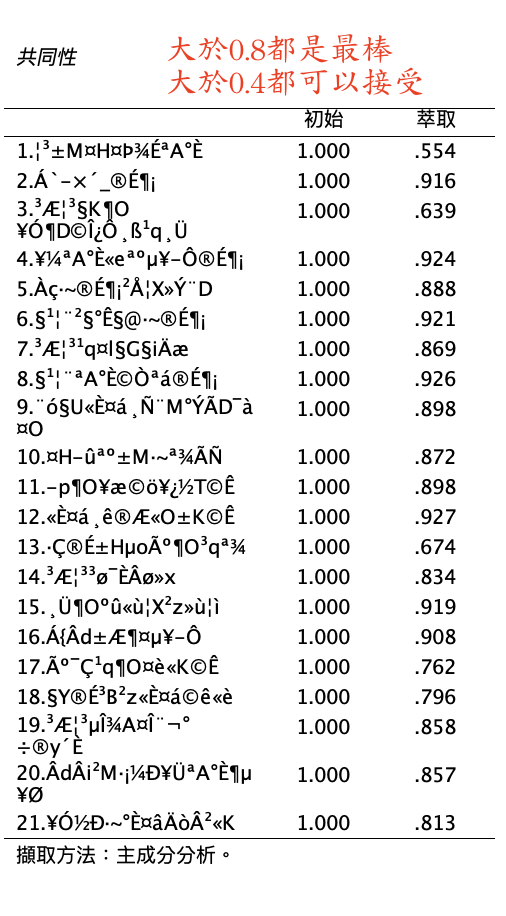 共同性
大於0.8都是最棒
大於0.4都可以接受
初始 萃取
1.¦³±M¤H¤Þ¾ÉªA°È 1.000 .554
2.Á`–×´_®É¶¡ 1.000 .916
3.³Æ¦³§K¶O 1.000 .639
¥Ó¶D©Î¿Ô¸ß¹q¸Ü
4.¥¼ªA°È«eªºµ¥–Ô®É¶¡ 1.000 .924
5.Àç·~®É¶¡²Å¦X»Ý¨D 1.000 .888
6.§¹¦¨²§°Ê§@·~®É¶¡ 1.000 .921
7.³Æ¦³¹q¤l§G§iÄæ 1.000 .869
8.§¹¦¨ªA°È©Òªá®É¶¡ 1.000 .926
9.¨ó§U«È¤á¸Ñ¨M°ÝÃD¯à 1.000 .898
¤O
10.¤H–ûªº±M·~ª¾ÃÑ 1.000 .872
11.–p¶O¥æ©ö¥¿½T©Ê 1.000 .898
12.«È¤á¸ê®Æ«O±K©Ê 1.000 .927
13.·Ç®É±HµoÃº¶O³qª¾ 1.000 .674
14.³Æ¦³³ø¯ÈÂø»x 1.000 .834
15.¸Ü¶Oºû«ù¦X²z»ù¦ì 1.000 .919
16.Á{Âd±Æ¶¤µ¥–Ô 1.000 .908
17.Ãº¯Ç¹q¶O¤è«K©Ê 1.000 .762
18.§Y®É³B²z«È¤á©ê«è 1.000 .796
19.³Æ¦³µÎ¾A¤Î¨¬° 1.000 .858
÷®y´È
20.ÂdÂi²M·¡¼Ð¥ÜªA°È¶µ 1.000 .857
¥Ø
21.¥Ó½Ð·~°È¤âÄòÂ²«K 1.000 .813
擷取方法：主成分分析。